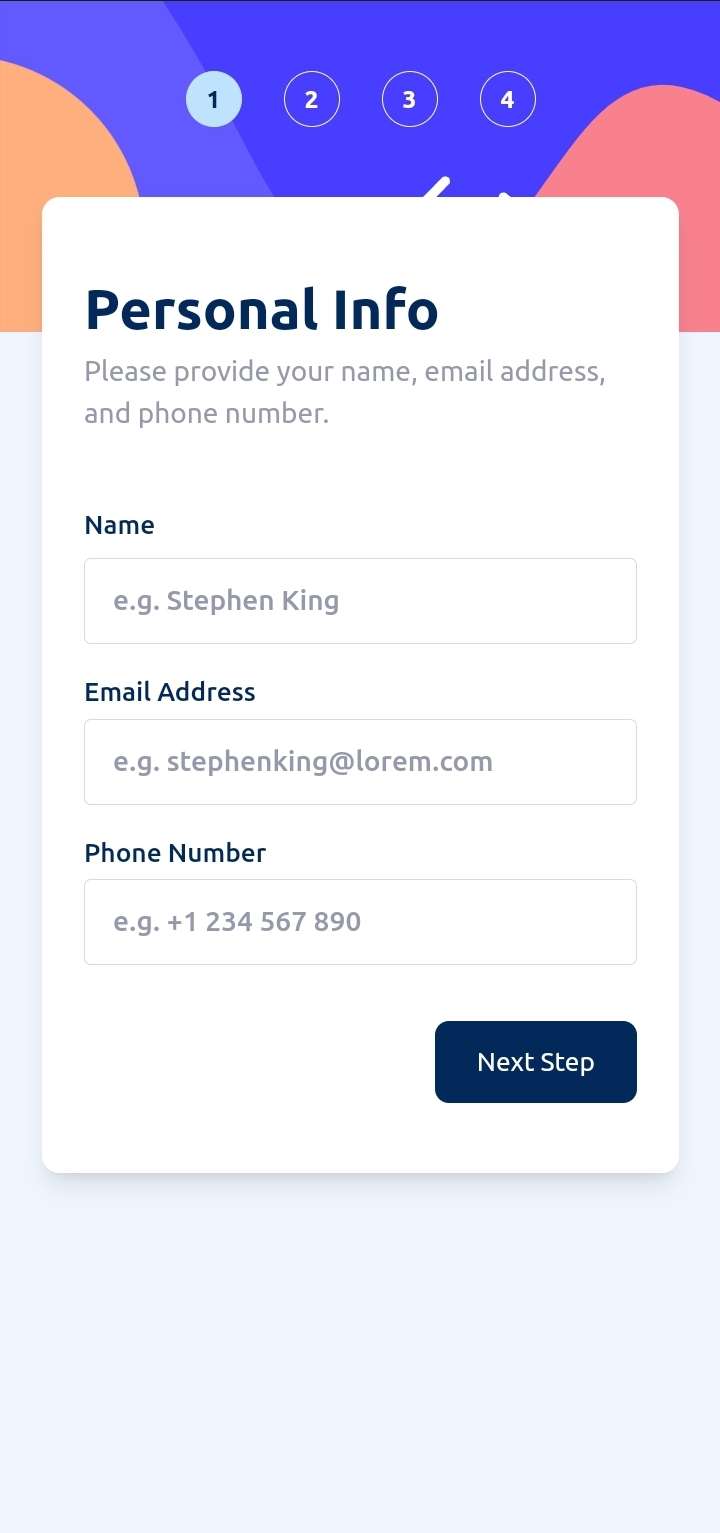 1 2 3 4
Personal Info
Please provide your name, email address,
and phone number.
Name
e.g. Stephen King
Email Address
e.g. stephenking@lorem.com
Phone Number
e.g. +1 234 567 890
Next Step